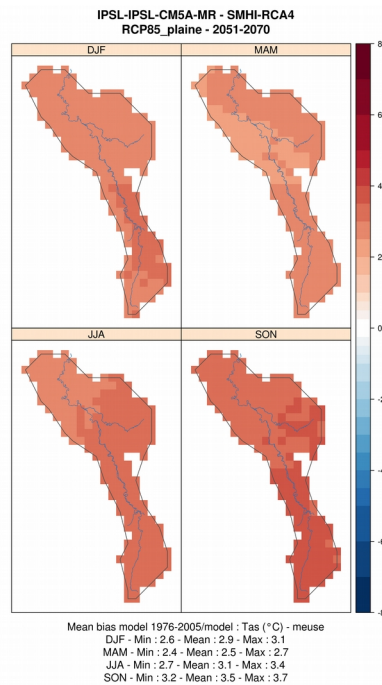 IPSL-IPSL-CM5A-MR - SMHI-RCA4
RCP85_plaine - 2051-2070
DJF
MAM
JJA
SON
8
6
4
2
0
-2
-4
-6
-8
Mean bias model 1976-2005/model : Tas (°C) - meuse
DJF - Min : 2.6 - Mean : 2.9 - Max : 3.1
MAM - Min : 2.4 - Mean : 2.5 - Max : 2.7
JJA - Min : 2.7 - Mean : 3.1 - Max : 3.4
SON - Min : 3.2 - Mean : 3.5 - Max : 3.7